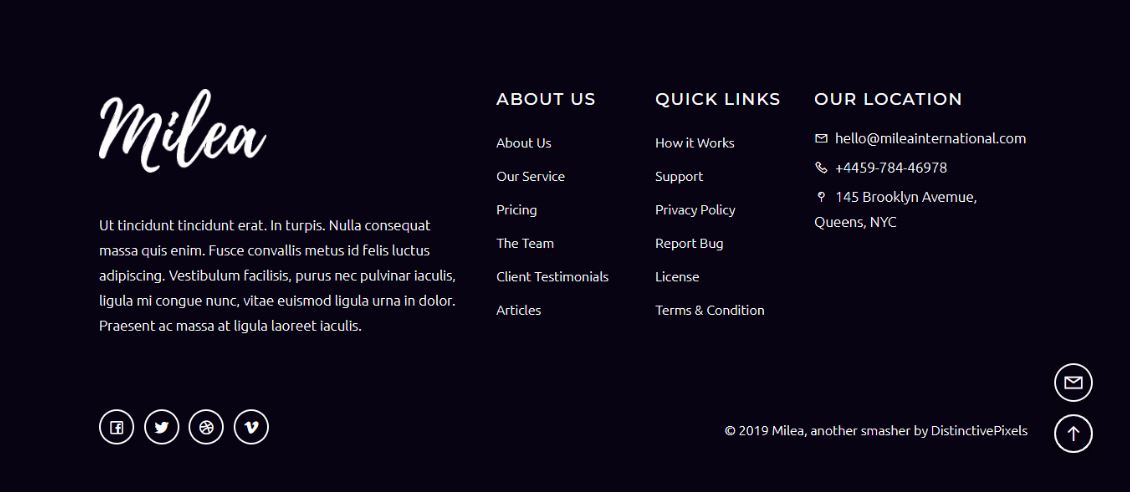 Milea
Ut tincidunt tincidunt erat. In turpis. Nulla consequat
massa quis enim. Fusce convallis metus id felis luctus
adipiscing. Vestibulum facilisis, purus nec pulvinar iaculis,
ligula mi congue nunc, vitae euismod ligula urna in dolor.
Praesent ac massa at ligula laoreet iaculis.
ABOUT US
About Us
Our Service
Pricing
The Team
Client Testimonials
Articles
QUICK LINKS
How it Works
Support
Privacy Policy
Report Bug
License
Terms & Condition
OUR LOCATION
hello@mileainternational.com
+4459-784-46978
145 Brooklyn Avemue,
Queens, NYC
© 2019 Milea, another smasher by DistinctivePixels